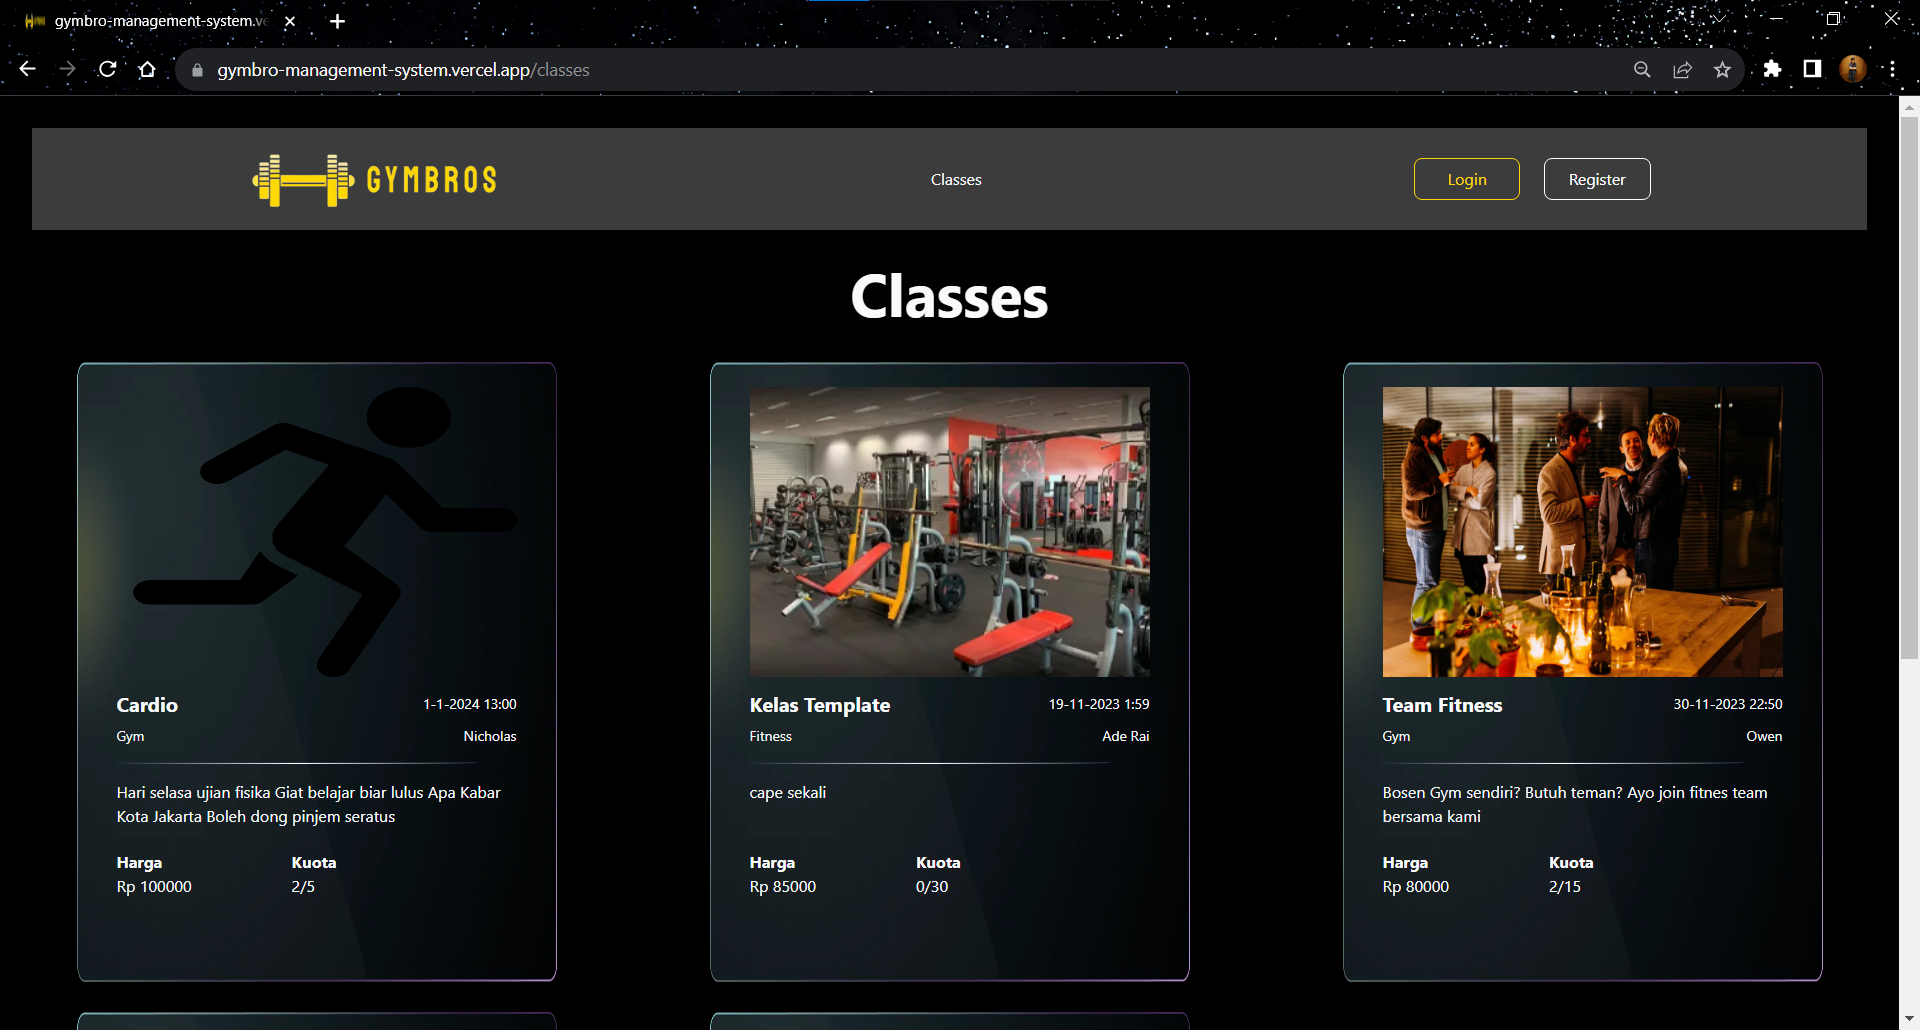 gymbro-management-system.ve
gymbro-management-system.vercel.app/classes
GYMBROS
Classes
Login
Register
Classes
Cardio
1-1-2024 13:00
Gym
Nicholas
Hari selasa ujian fisika Giat belajar biar lulus Apa Kabar
Kota Jakarta Boleh dong pinjem seratus
Harga
Kuota
Rp 100000
2/5
Kelas Template
19-11-2023 1:59
Fitness
Ade Rai
cape sekali
Harga
Kuota
Rp 85000
0/30
Team Fitness
30-11-2023 22:50
Gym
Owen
Bosen Gym sendiri? Butuh teman? Ayo join fitnes team
bersama kami
Harga
Kuota
Rp 80000
2/15